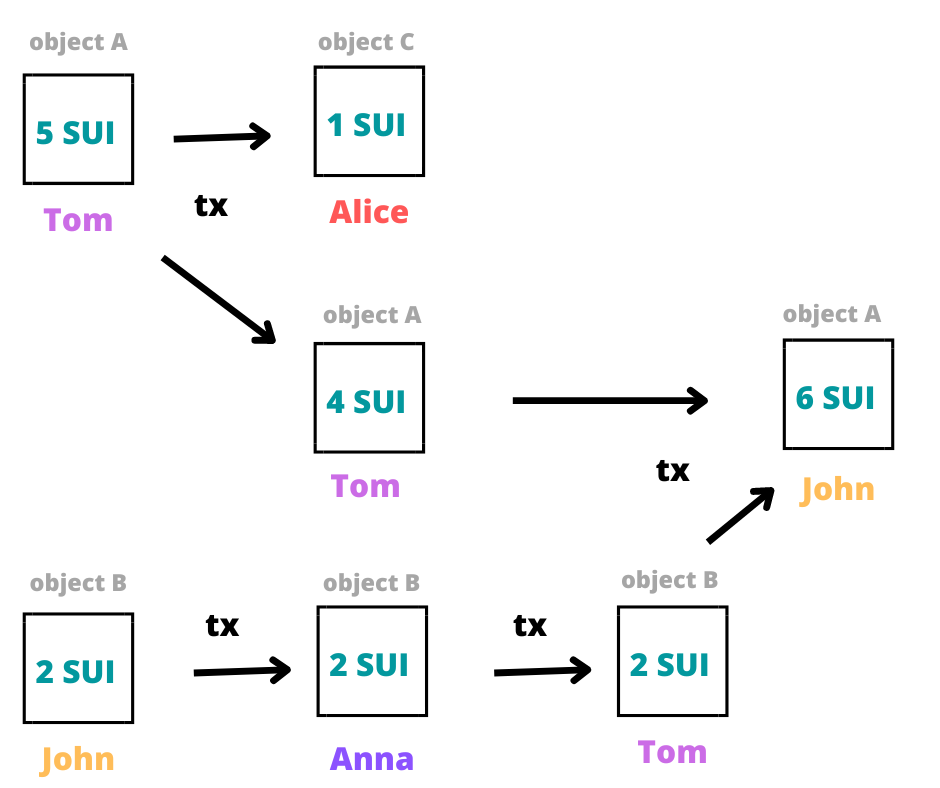 object A
object C
5 SUI
1 SUI
tx
Tom
Alice
object A
object A
4 SUI
6 SUI
tx
Tom
John
object B
object B
object B
tx
tx
2 SUI
2 SUI
2 SUI
John
Anna
Tom